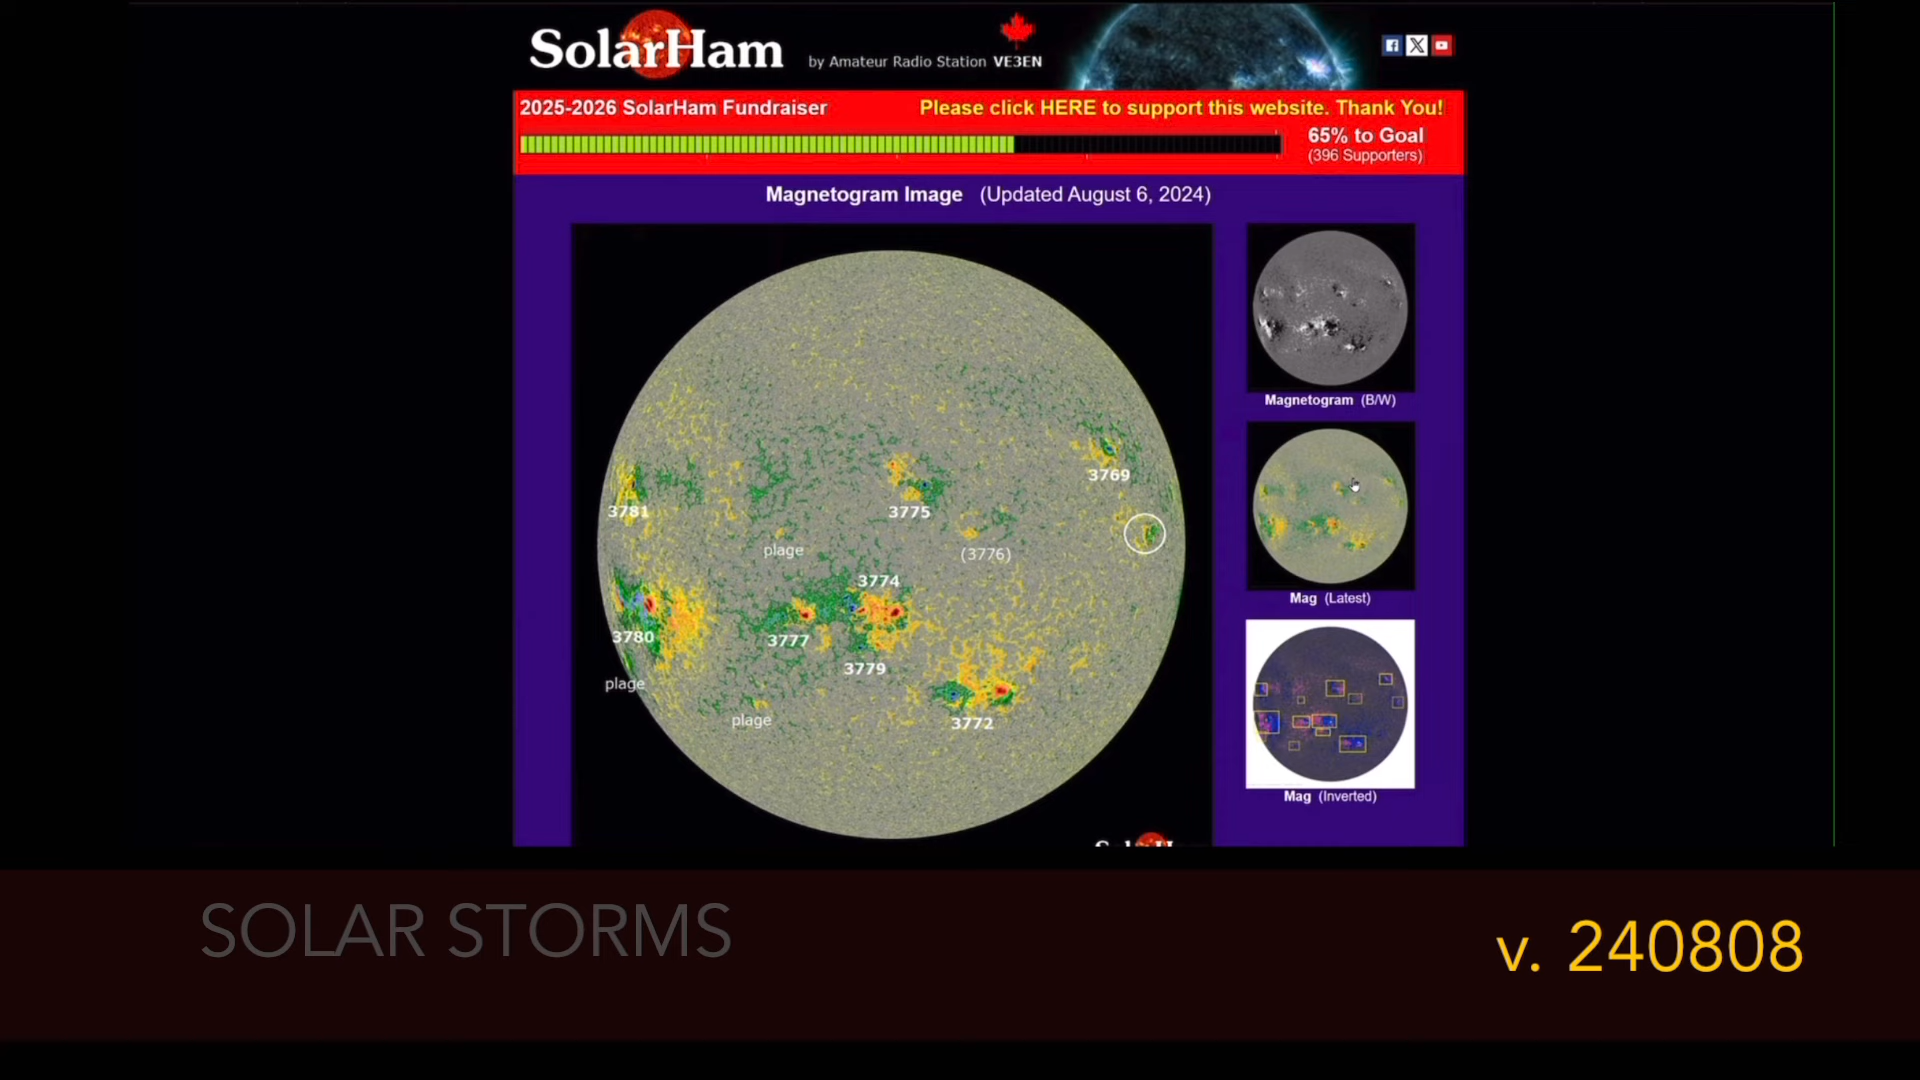 SolarHam
by Amateur Radio Station VE3EN
2025-2026 SolarHam Fundraiser
Please click HERE to support this website. Thank You!
65% to Goal
(396 Supporters)
Magnetogram Image (Updated August 6, 2024)
3769
3781
3775
plage
(3776)
3774
3780
3777
3779
plage
plage
3772
Magnetogram (B/W)
Mag (Latest)
Mag (Inverted)
SOLAR STORMS
v. 240808